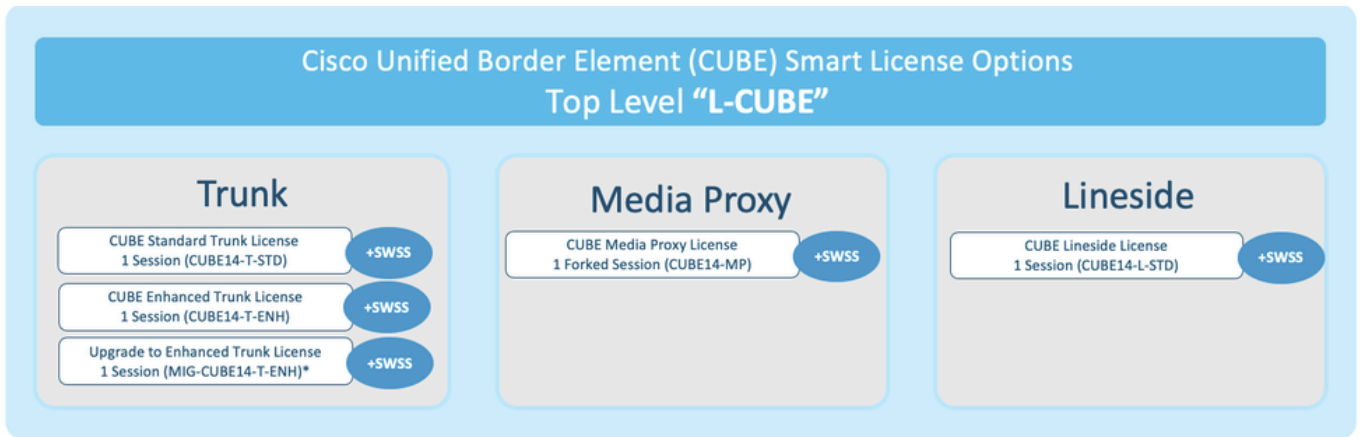 Cisco Unified Border Element (CUBE) Smart License Options
Top Level “L-CUBE”
Trunk
CUBE Standard Trunk License
1 Session (CUBE14-T-STD)
+SWSS
CUBE Enhanced Trunk License
1 Session (CUBE14-T-ENH)
+SWSS
Upgrade to Enhanced Trunk License
1 Session (MIG-CUBE14-T-ENH)*
+SWSS
Media Proxy
CUBE Media Proxy License
1 Forked Session (CUBE14-MP)
+SWSS
Lineside
CUBE Lineside License
1 Session (CUBE14-L-STD)
+SWSS